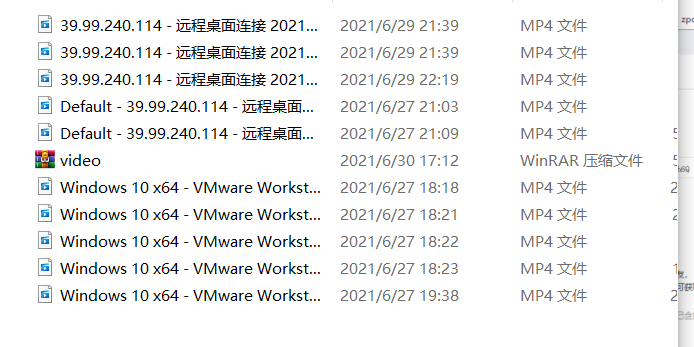 39.99.240.114 - 远程桌面连接 2021... 2021/6/29 21:39 MP4 文件
39.99.240.114 - 远程桌面连接 2021... 2021/6/29 21:39 MP4 文件
39.99.240.114 - 远程桌面连接 2021... 2021/6/29 22:19 MP4 文件
Default - 39.99.240.114 - 远程桌面... 2021/6/27 21:03 MP4 文件
Default - 39.99.240.114 - 远程桌面... 2021/6/27 21:09 MP4 文件
video 2021/6/30 17:12 WinRAR 压缩文件
Windows 10 x64 - VMware Workst... 2021/6/27 18:18 MP4 文件
Windows 10 x64 - VMware Workst... 2021/6/27 18:21 MP4 文件
Windows 10 x64 - VMware Workst... 2021/6/27 18:22 MP4 文件
Windows 10 x64 - VMware Workst... 2021/6/27 18:23 MP4 文件
Windows 10 x64 - VMware Workst... 2021/6/27 19:38 MP4 文件